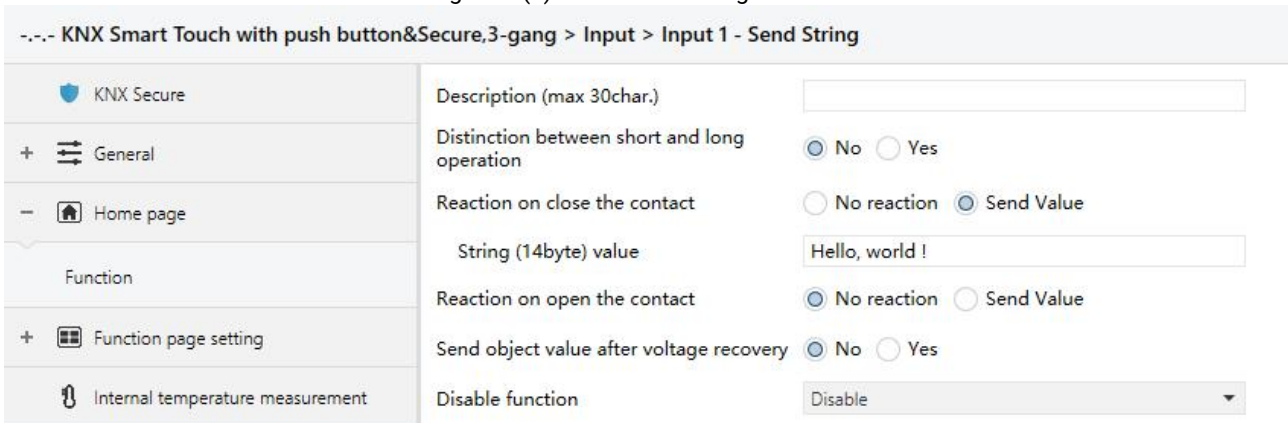 -.-.- KNX Smart Touch with push button&Secure,3-gang > Input > Input 1 - Send String
KNX Secure
+ General
- Home page
Function
+ Function page setting
Internal temperature measurement
Description (max 30char.)
Distinction between short and long
operation
No Yes
Reaction on close the contact
No reaction Send Value
String (14byte) value
Hello, world !
Reaction on open the contact
No reaction Send Value
Send object value after voltage recovery
No Yes
Disable function
Disable